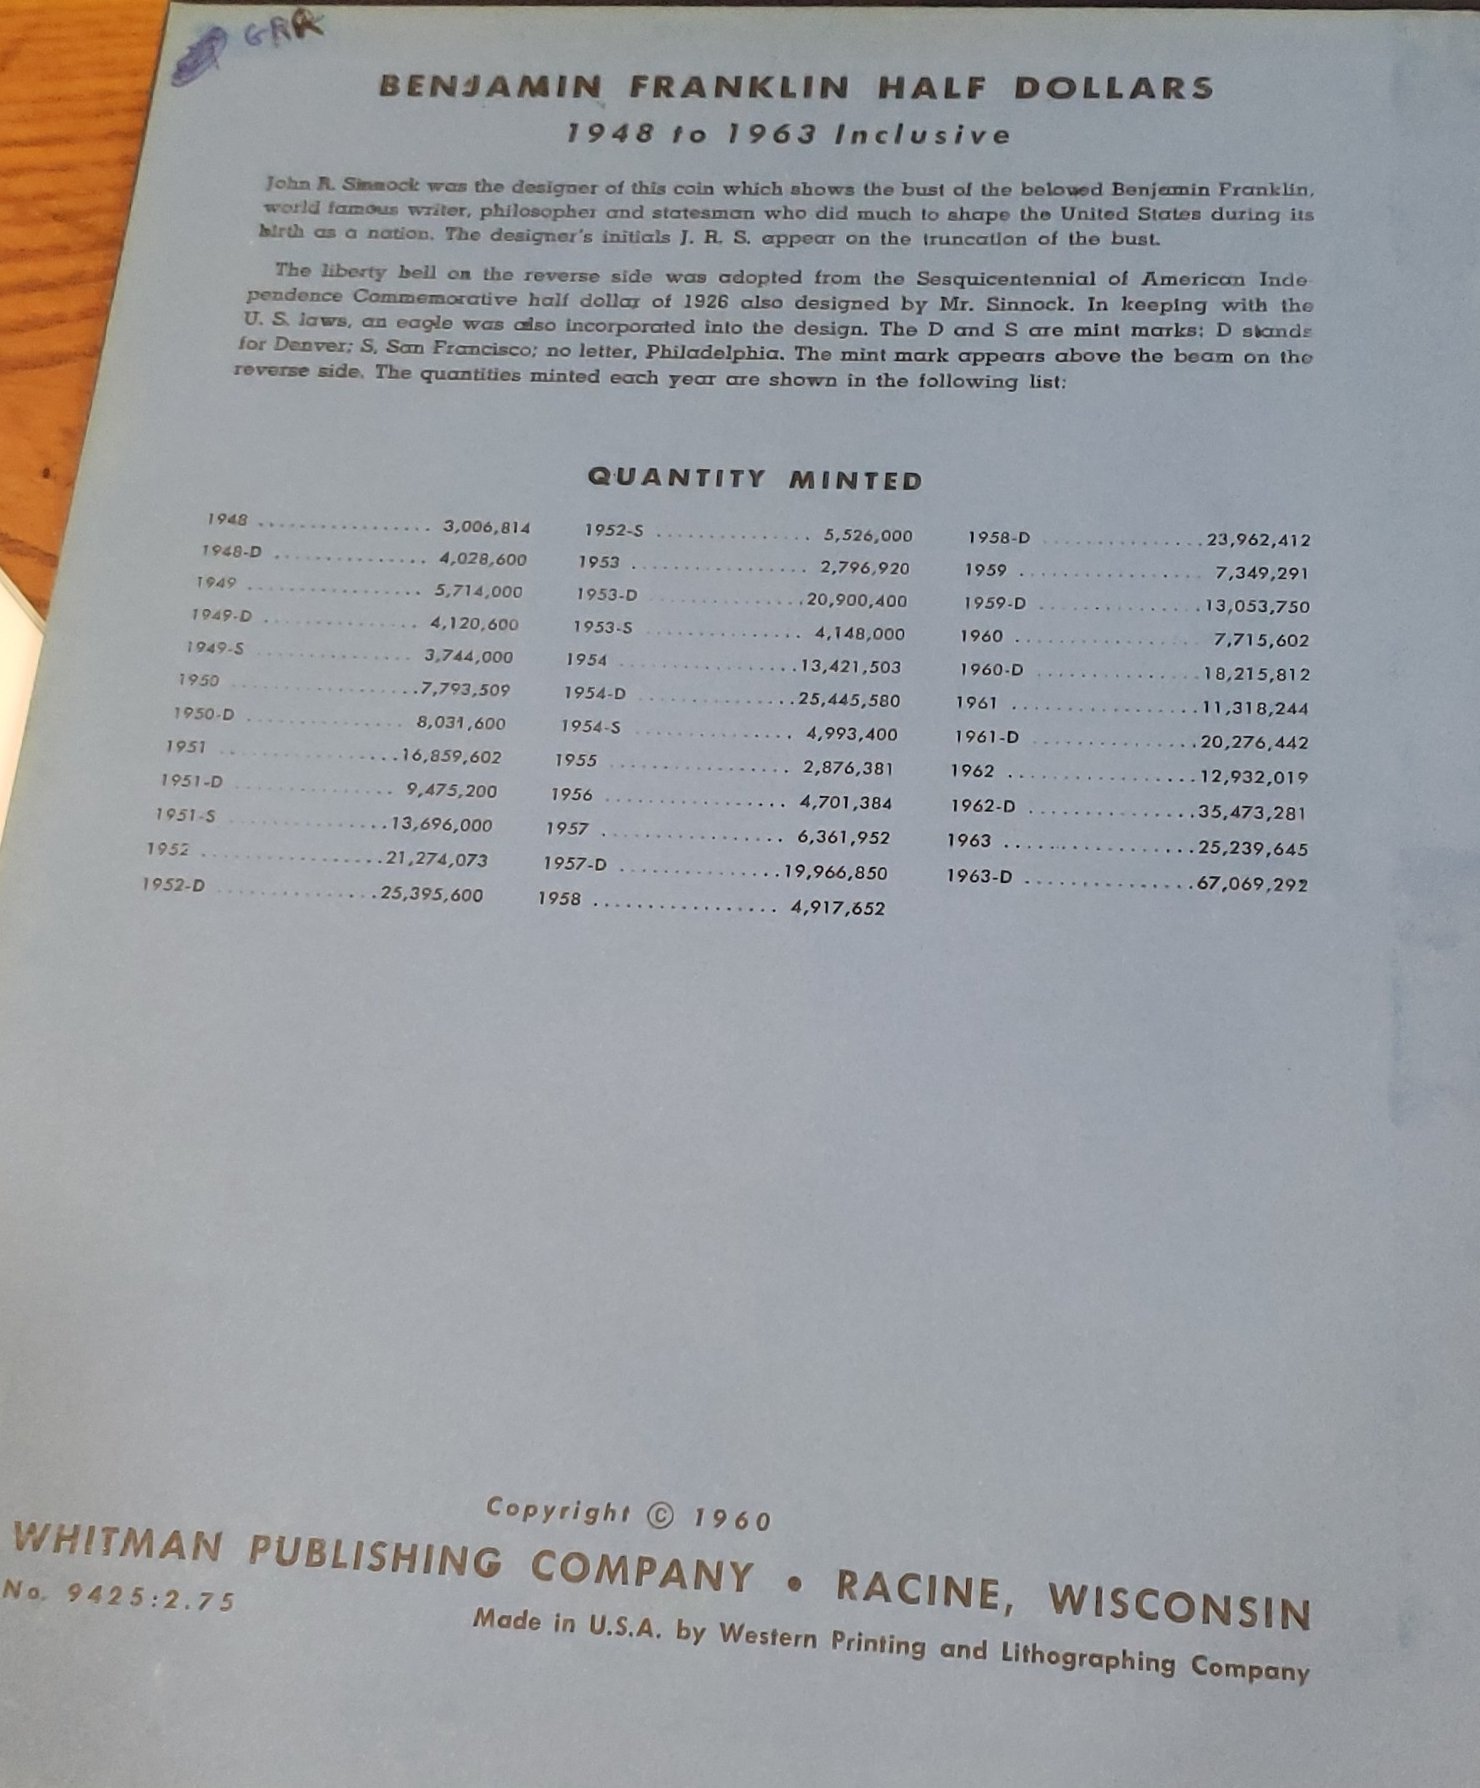 GRR
BENJAMIN FRANKLIN HALF DOLLARS
1948 to 1963 Inclusive
John R. Sinnock was the designer of this coin which shows the bust of the beloved Benjamin Franklin,
world famous writer, philosopher and statesman who did much to shape the United States during its
birth as a nation. The designer's initials J. R. S. appear on the truncation of the bust.
The liberty bell on the reverse side was adopted from the Sesquicentennial of American Inde-
pendence Commemorative half dollar of 1926 also designed by Mr. Sinnock. In keeping with the
U. S. laws, an eagle was also incorporated into the design. The D and S are mint marks; D stands
for Denver; S, San Francisco; no letter, Philadelphia. The mint mark appears above the beam on the
reverse side. The quantities minted each year are shown in the following list:
QUANTITY MINTED
1948 ................ 3,006,814
1948-D .............. 4,028,600
1949 ................ 5,714,000
1949-D .............. 4,120,600
1949-S .............. 3,744,000
1950 ................. 7,793,509
1950-D .............. 8,031,600
1951 ................. 16,859,602
1951-D .............. 9,475,200
1951-S .............. 13,696,000
1952 ................. 21,274,073
1952-D .............. 25,395,600
1952-S .............. 5,526,000
1953 ................ 2,796,920
1953-D .............. 20,900,400
1953-S .............. 4,148,000
1954 ................. 13,421,503
1954-D .............. 25,445,580
1954-S .............. 4,993,400
1955 ................ 2,876,381
1956 ................ 4,701,384
1957 ................ 6,361,952
1957-D .............. 19,966,850
1958 ................ 4,917,652
1958-D .............. 23,962,412
1959 ................ 7,349,291
1959-D .............. 13,053,750
1960 ................ 7,715,602
1960-D .............. 18,215,812
1961 ................. 11,318,244
1961-D .............. 20,276,442
1962 ................. 12,932,019
1962-D .............. 35,473,281
1963 ................. 25,239,645
1963-D .............. 67,069,292
Copyright © 1960
WHITMAN PUBLISHING COMPANY • RACINE, WISCONSIN
No. 9425:2.75
Made in U.S.A. by Western Printing and Lithographing Company